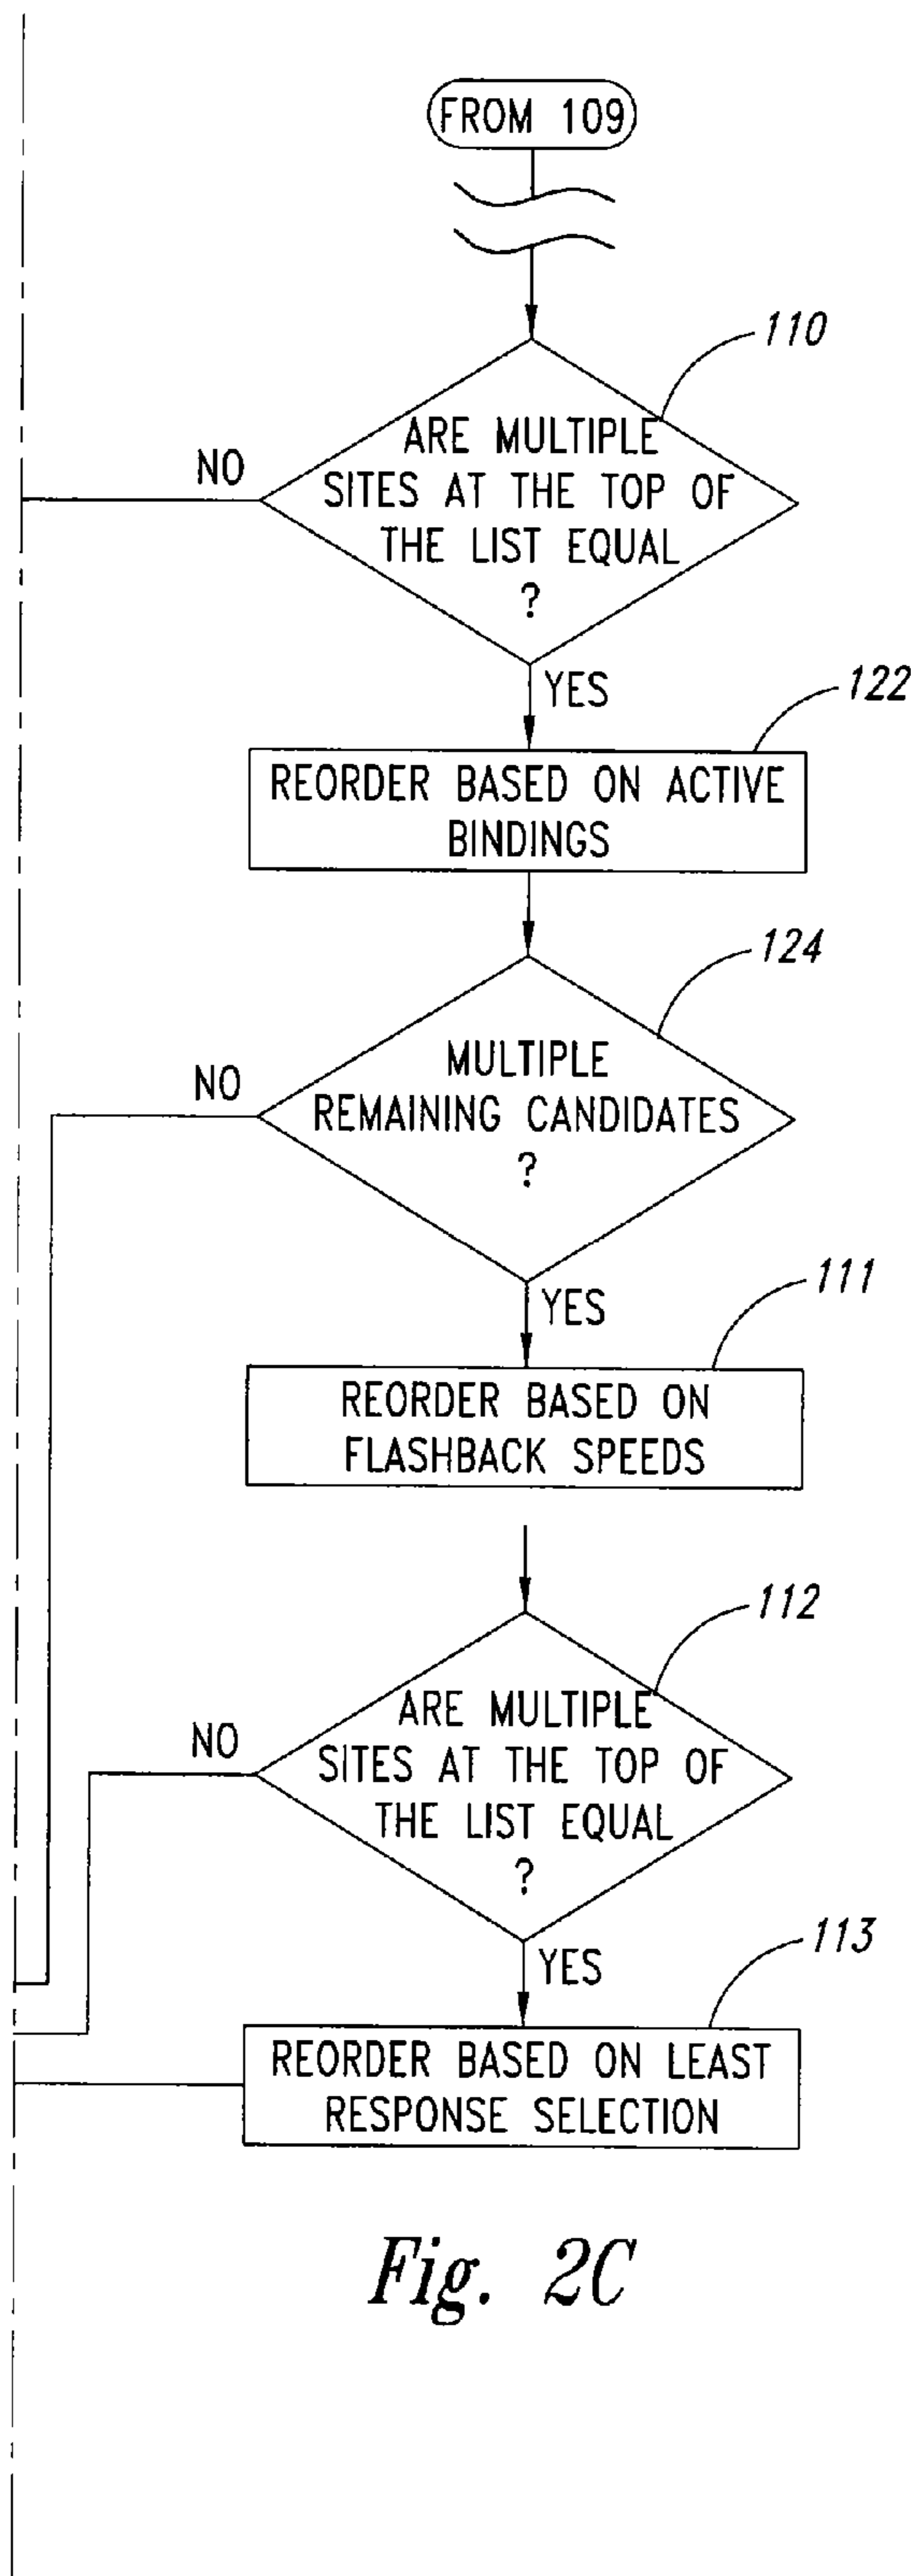 FROM 109
110
ARE MULTIPLE
SITES AT THE TOP OF
THE LIST EQUAL
?
NO
YES
122
REORDER BASED ON ACTIVE
BINDINGS
124
MULTIPLE
REMAINING CANDIDATES
?
NO
YES
111
REORDER BASED ON
FLASHBACK SPEEDS
112
ARE MULTIPLE
SITES AT THE TOP OF
THE LIST EQUAL
?
NO
YES
113
REORDER BASED ON LEAST
RESPONSE SELECTION
Fig. 2C